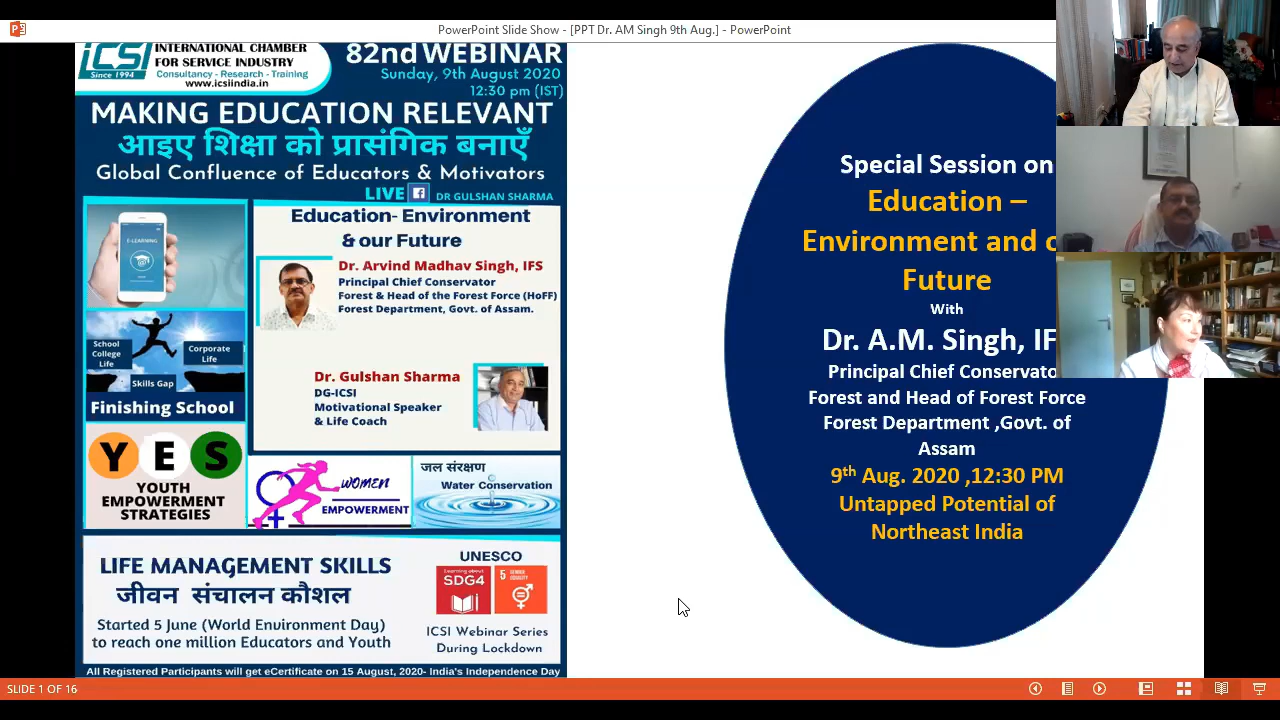 PowerPoint Slide Show - [PPT Dr. AM Singh 9th Aug.] - PowerPoint
iCSi
Since 1994
INTERNATIONAL CHAMBER
FOR SERVICE INDUSTRY
Consultancy - Research - Training
www.icsiindia.in
82nd WEBINAR
Sunday, 9th August 2020
12:30 pm (IST)
MAKING EDUCATION RELEVANT
आइए शिक्षा को प्रासंगिक बनाएँ
Global Confluence of Educators & Motivators
LIVE f DR GULSHAN SHARMA
E-LEARNING
Education- Environment
& our Future
Dr. Arvind Madhav Singh, IFS
Principal Chief Conservator
Forest & Head of the Forest Force (HoFF)
Forest Department, Govt. of Assam.
School
College
Life
Corporate
Life
Skills Gap
Finishing School
Dr. Gulshan Sharma
DG-ICSI
Motivational Speaker
& Life Coach
YES
YOUTH
EMPOWERMENT
STRATEGIES
WOMEN
EMPOWERMENT
जल संरक्षण
Water Conservation
LIFE MANAGEMENT SKILLS
जीवन संचालन कौशल
Started 5 June (World Environment Day)
to reach one million Educators and Youth
UNESCO
Learning about
SDG4
5 GENDER
EQUALITY
ICSI Webinar Series
During Lockdown
All Registered Participants will get eCertificate on 15 August, 2020- India's Independence Day
Special Session on
Education –
Environment and o
Future
With
Dr. A.M. Singh, IF
Principal Chief Conservato
Forest and Head of Forest Force
Forest Department ,Govt. of
Assam
9th Aug. 2020 ,12:30 PM
Untapped Potential of
Northeast India
SLIDE 1 OF 16